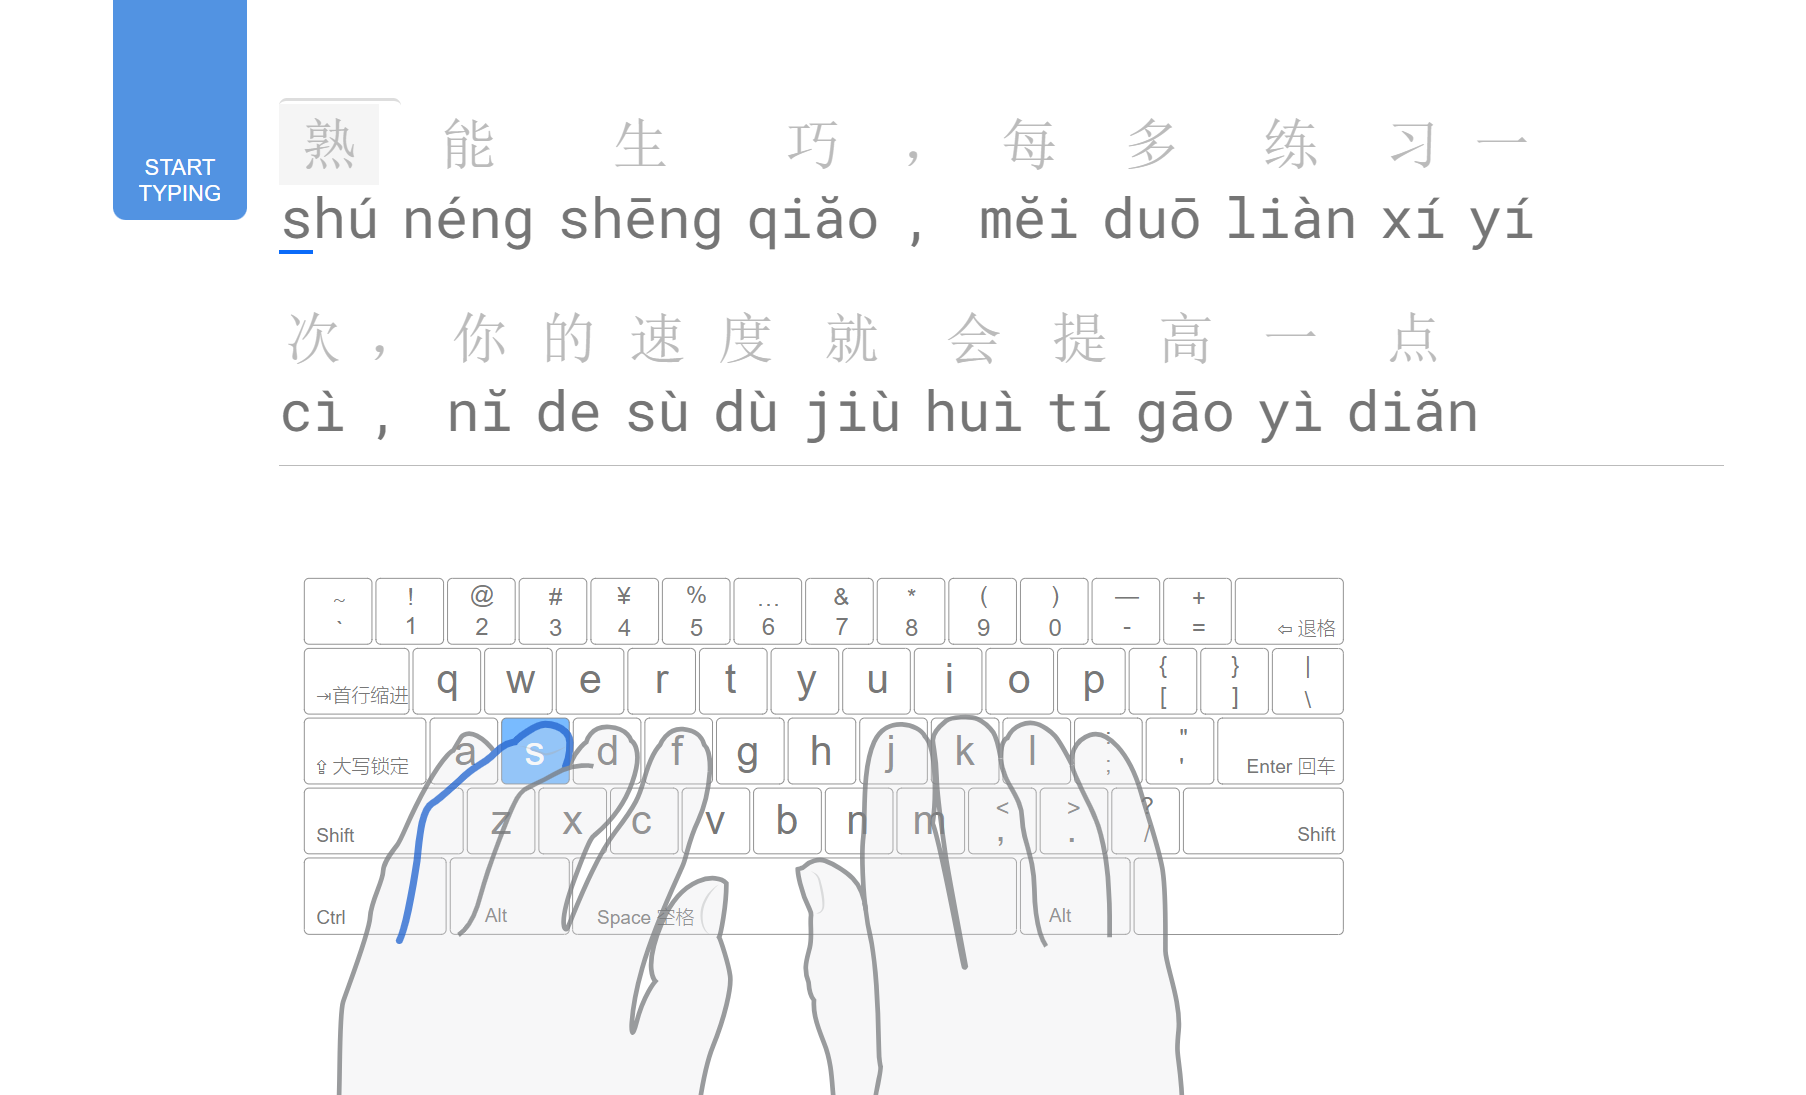 START
TYPING
熟 能 生 巧 ， 每 多 练 习 一
shú néng shēng qiǎo , měi duō liàn xí yí
次 ， 你 的 速 度 就 会 提 高 一 点
cì , nǐ de sù dù jiù huì tí gāo yì diǎn
~ ! @ # ¥ % … & * ( ) — +
` 1 2 3 4 5 6 7 8 9 0 - = ⇦ 退格
⇥首行缩进 q w e r t y u i o p { [ } ] | \
⇪ 大写锁定 a s d f g h j k l : ; " ' Enter 回车
Shift z x c v b n m < , > . ? / Shift
Ctrl Alt Space 空格 Alt